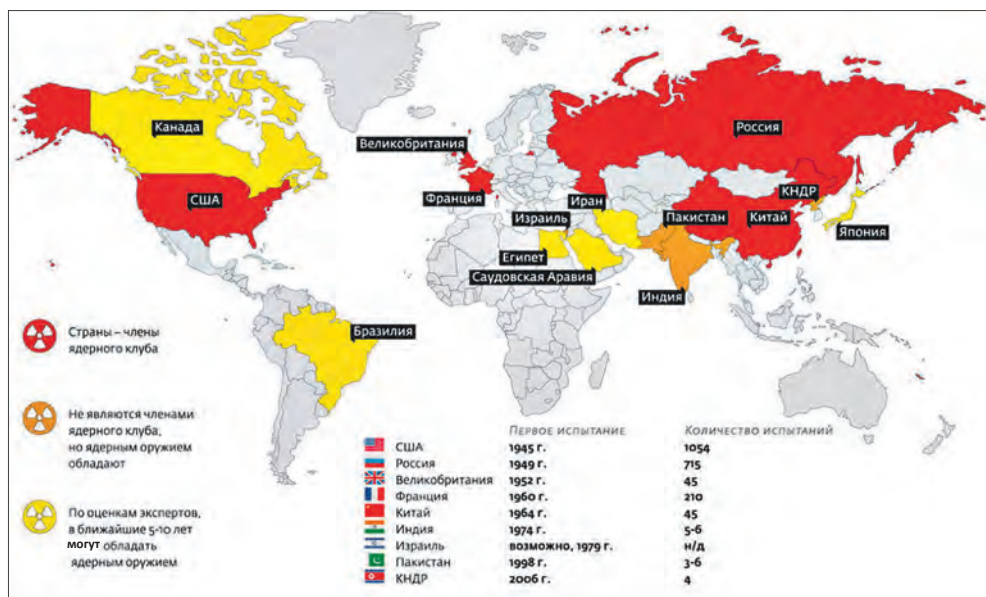 Канада
Россия
Великобритания
США
Франция
Иран
КНДР
Израиль
Пакистан
Китай
Япония
Египет
Саудовская Аравия
Индия
Бразилия
Страны – члены
ядерного клуба
Не являются членами
ядерного клуба,
но ядерным оружием
обладают
По оценкам экспертов,
в ближайшие 5-10 лет
могут обладать
ядерным оружием
Первое испытание Количество испытаний
США 1945 г. 1054
Россия 1949 г. 715
Великобритания 1952 г. 45
Франция 1960 г. 210
Китай 1964 г. 45
Индия 1974 г. 5-6
Израиль возможно, 1979 г. н/д
Пакистан 1998 г. 3-6
КНДР 2006 г. 4